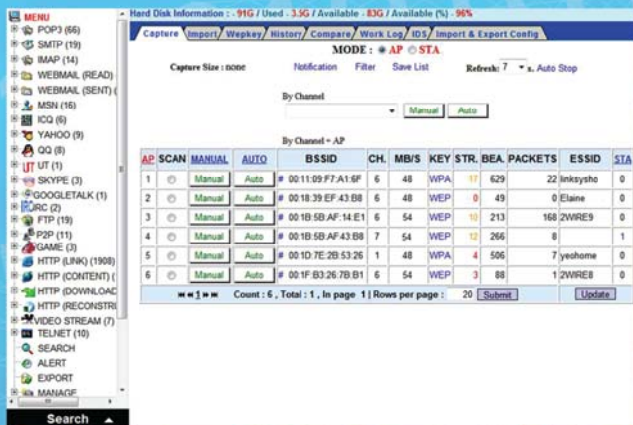 MENU
POP3 (66)
SMTP (19)
IMAP (14)
WEBMAIL (READ)
WEBMAIL (SENT) (
MSN (16)
ICQ (6)
YAHOO (9)
QQ (8)
UT UT (1)
SKYPE (3)
GOOGLETALK (1)
IRC (2)
FTP (19)
P2P (11)
GAME (3)
HTTP (LINK) (1908)
HTTP (CONTENT) (
HTTP (DOWNLOAD
HTTP (RECONSTRU
VIDEO STREAM (7)
TELNET (10)
SEARCH
ALERT
EXPORT
MANAGE
Search
Hard Disk Information : - 91G / Used - 3.5G / Available - 83G / Available (%) - 96%
Capture Import Wepkey History Compare Work Log IDS Import & Export Config
MODE : AP STA
Capture Size : none Notification Filter Save List Refresh: 7 s. Auto Stop
By Channel
Manual Auto
By Channel + AP
AP SCAN MANUAL AUTO BSSID CH. MB/S KEY STR. BEA. PACKETS ESSID STA
1 Manual Auto # 00:11:09:F7:A1:6F 6 48 WPA 17 629 22 linksysho 0
2 Manual Auto # 00:18:39:EF:43:B8 6 48 WEP 0 49 0 Elaine 0
3 Manual Auto # 00:1B:5B:AF:14:E1 6 54 WEP 10 213 168 2WIRE9 0
4 Manual Auto # 00:1B:5B:AF:43:B8 7 54 WEP 12 266 8 1
5 Manual Auto # 00:1D:7E:2B:53:26 1 48 WPA 4 506 7 yeohome 0
6 Manual Auto # 00:1F:B3:26:7B:B1 6 54 WEP 3 88 1 2WIRE8 0
1 Count : 6 , Total : 1 , In page 1 | Rows per page : 20 Submit Update